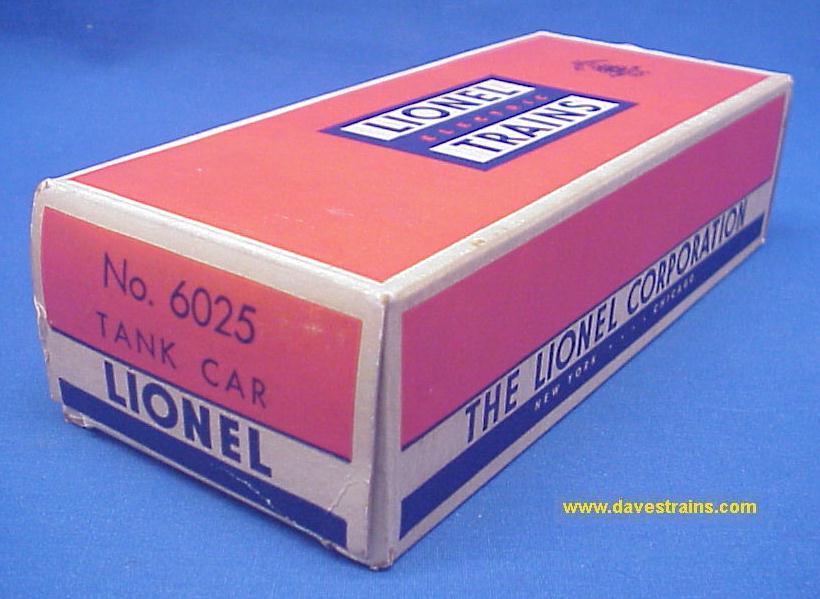 LIONEL
ELECTRIC
TRAINS
No. 6025
TANK CAR
LIONEL
THE LIONEL CORPORATION
NEW YORK . . . . CHICAGO
www.davestrains.com